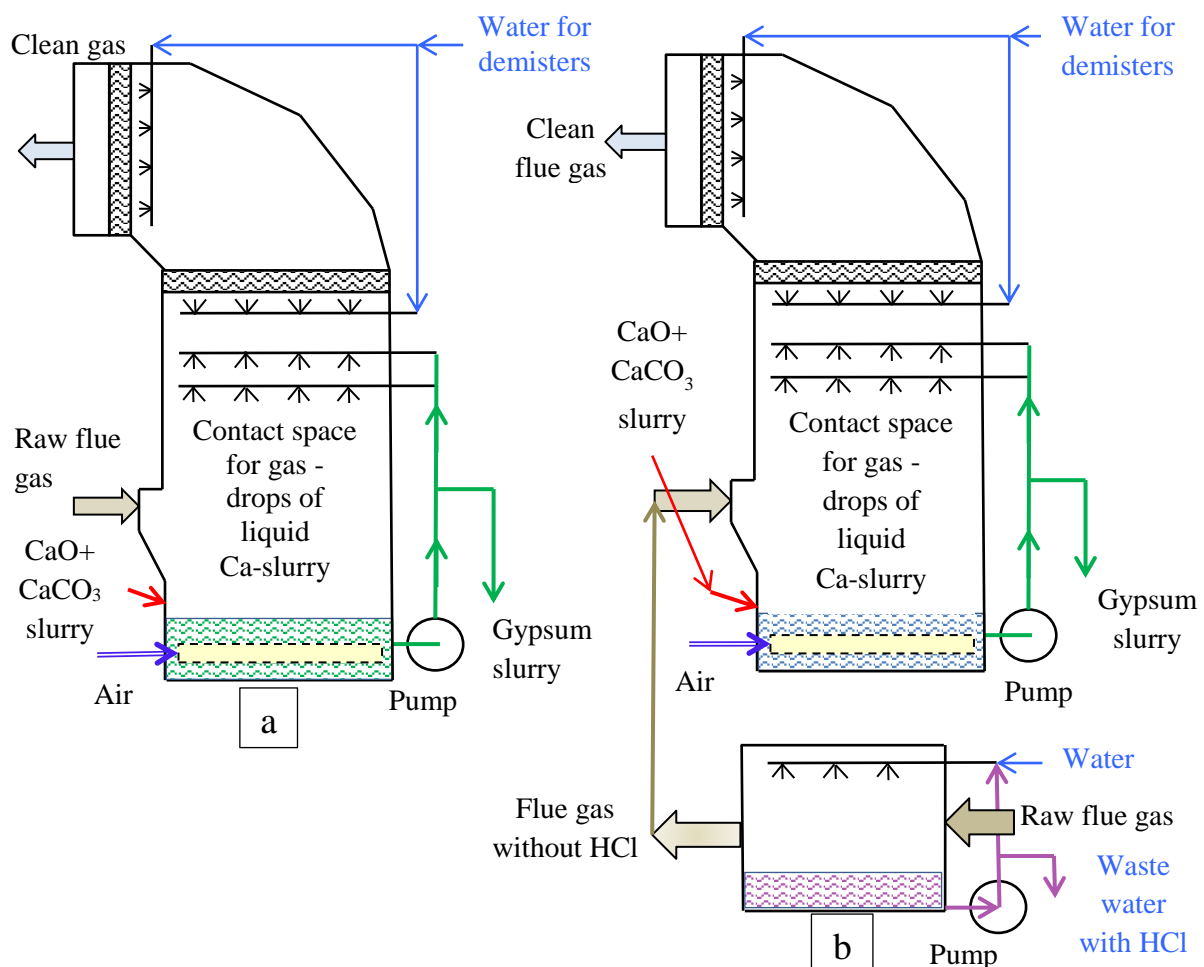 Clean gas
Water for
demisters
Raw flue
gas
CaO+
CaCO₃
slurry
Air
Contact space
for gas -
drops of
liquid
Ca-slurry
Gypsum
slurry
Pump
a
Water for
demisters
Clean
flue gas
CaO+
CaCO₃
slurry
Contact space
for gas -
drops of
liquid
Ca-slurry
Air
Gypsum
slurry
Pump
Water
Flue gas
without HCl
Raw flue gas
Waste
water
with HCl
Pump
b